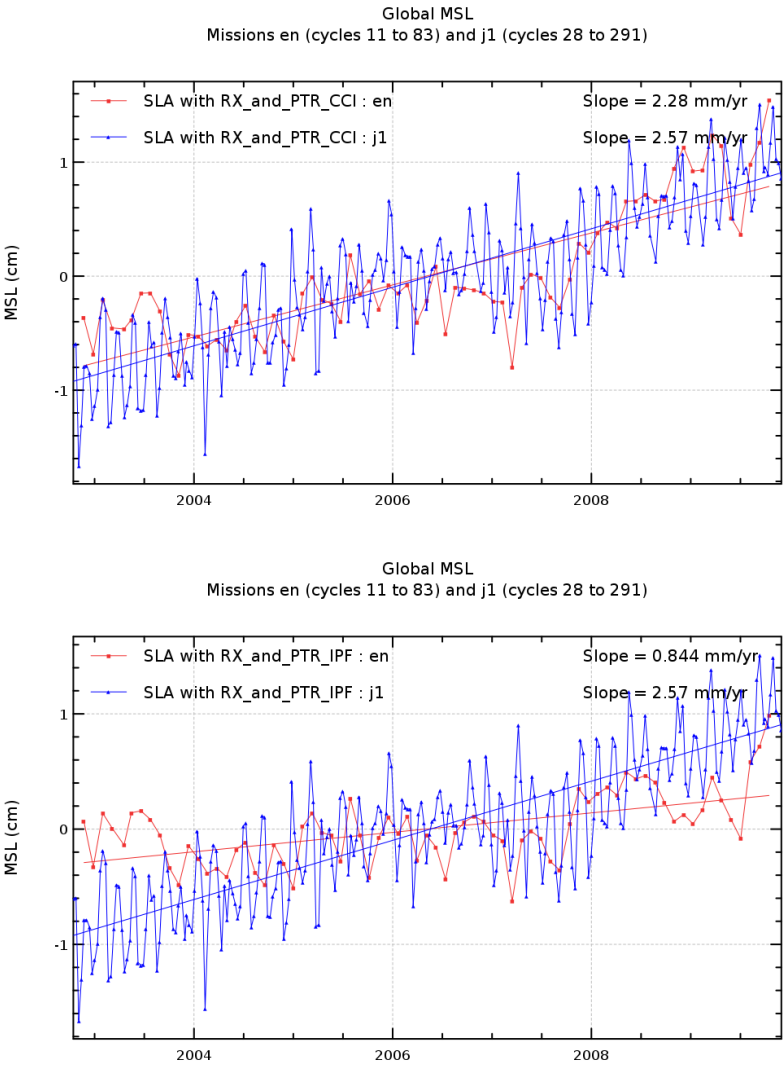 Global MSL
Missions en (cycles 11 to 83) and j1 (cycles 28 to 291)
SLA with RX_and_PTR_CCI : en Slope = 2.28 mm/yr
SLA with RX_and_PTR_CCI : j1 Slope = 2.57 mm/yr
MSL (cm)
1
0
-1
2004 2006 2008
Global MSL
Missions en (cycles 11 to 83) and j1 (cycles 28 to 291)
SLA with RX_and_PTR_IPF : en Slope = 0.844 mm/yr
SLA with RX_and_PTR_IPF : j1 Slope = 2.57 mm/yr
MSL (cm)
1
0
-1
2004 2006 2008